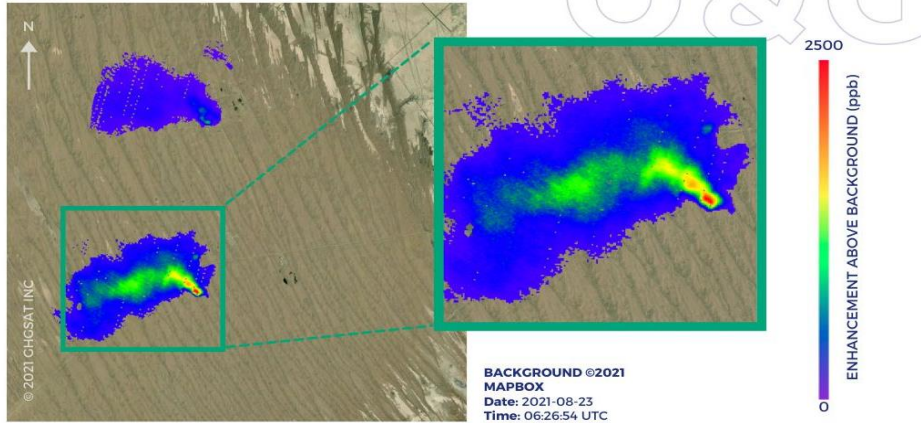 O&G
N
© 2021 GHGSAT INC
BACKGROUND ©2021
MAPBOX
Date: 2021-08-23
Time: 06:26:54 UTC
2500
ENHANCEMENT ABOVE BACKGROUND (ppb)
0